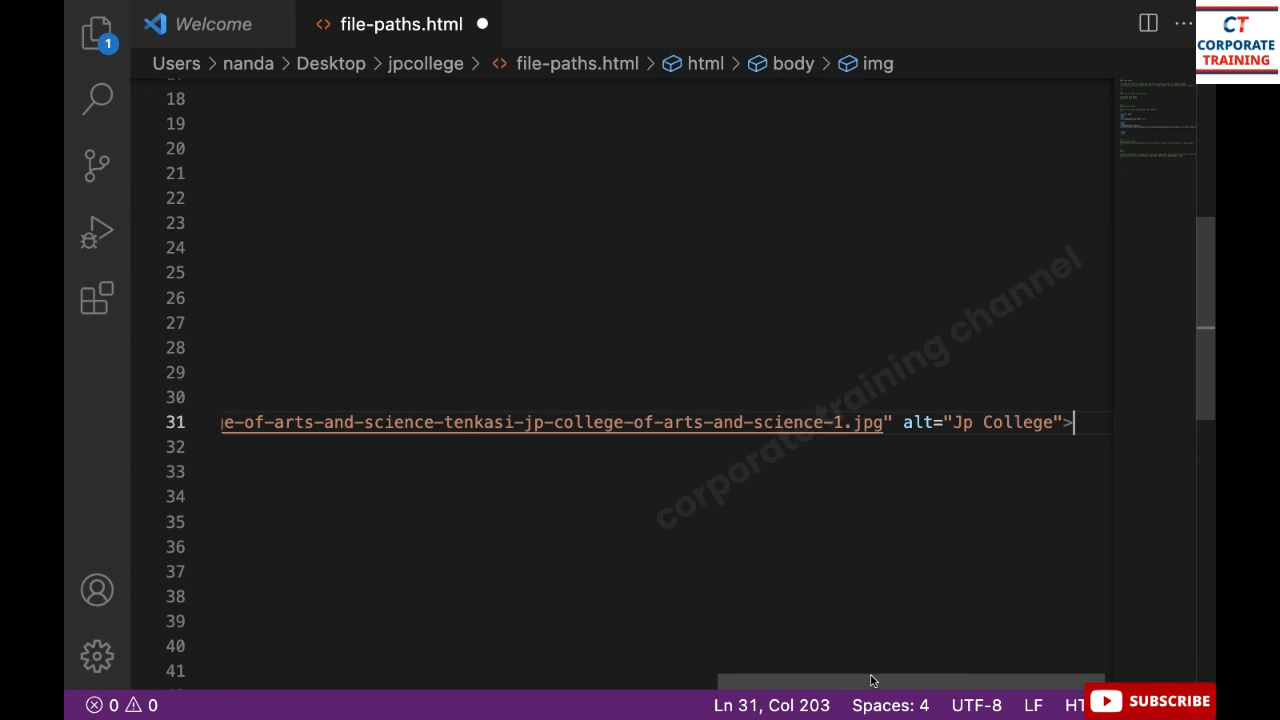 Welcome
<> file-paths.html
CT
CORPORATE
TRAINING
1
Users > nanda > Desktop > jpcollege > <> file-paths.html > html > body > img
18
19
20
21
22
23
24
25
26
27
28
29
30
31 e-of-arts-and-science-tenkasi-jp-college-of-arts-and-science-1.jpg" alt="Jp College">
32
33
34
35
36
37
38
39
40
41
corporate training channel
0 0
Ln 31, Col 203 Spaces: 4 UTF-8 LF
SUBSCRIBE